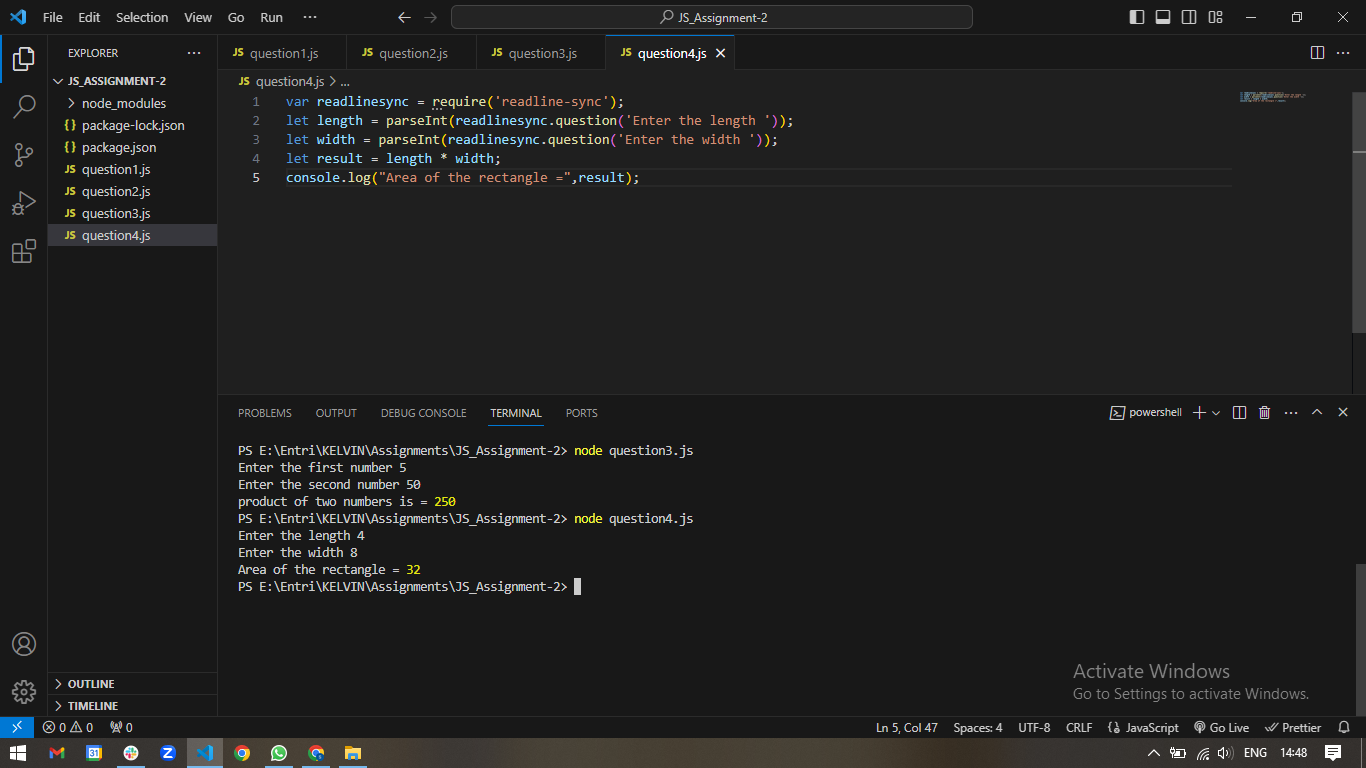 File Edit Selection View Go Run ··· JS_Assignment-2
EXPLORER ···
JS_ASSIGNMENT-2
node_modules
{} package-lock.json
{} package.json
JS question1.js
JS question2.js
JS question3.js
JS question4.js
OUTLINE
TIMELINE
JS question1.js JS question2.js JS question3.js JS question4.js
JS question4.js > ...
1 var readlinesync = require('readline-sync');
2 let length = parseInt(readlinesync.question('Enter the length '));
3 let width = parseInt(readlinesync.question('Enter the width '));
4 let result = length * width;
5 console.log("Area of the rectangle =",result);
PROBLEMS OUTPUT DEBUG CONSOLE TERMINAL PORTS powershell
PS E:\Entri\KELVIN\Assignments\JS_Assignment-2> node question3.js
Enter the first number 5
Enter the second number 50
product of two numbers is = 250
PS E:\Entri\KELVIN\Assignments\JS_Assignment-2> node question4.js
Enter the length 4
Enter the width 8
Area of the rectangle = 32
PS E:\Entri\KELVIN\Assignments\JS_Assignment-2>
Activate Windows
Go to Settings to activate Windows.
0 0 0 Ln 5, Col 47 Spaces: 4 UTF-8 CRLF {} JavaScript Go Live Prettier
31 ENG 14:48